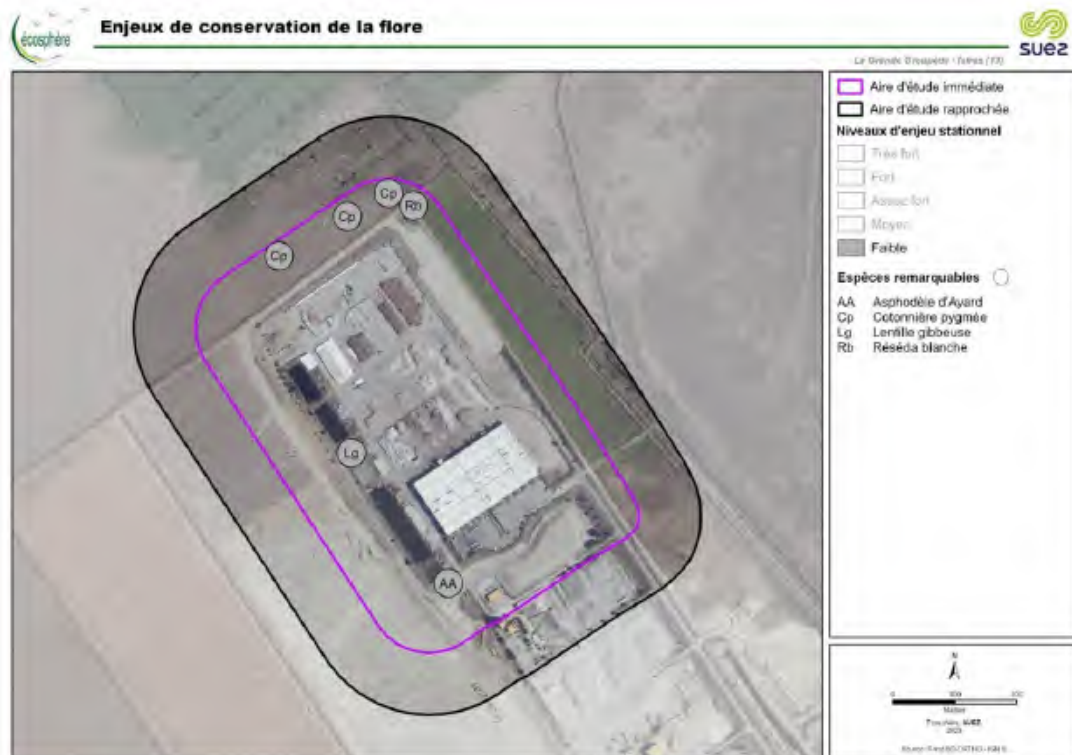 écosphère
Enjeux de conservation de la flore
suez
Aire d'étude immédiate
Aire d'étude rapprochée
Niveaux d'enjeu stationnel
Très fort
Fort
Assez fort
Moyen
Faible
Espèces remarquables
AA Asphodèle d'Ayard
Cp Cotonnière pygmée
Lg Lentille gibbeuse
Rb Réséda blanche
Cp
Cp
Rb
Cp
Lg
AA
N
0